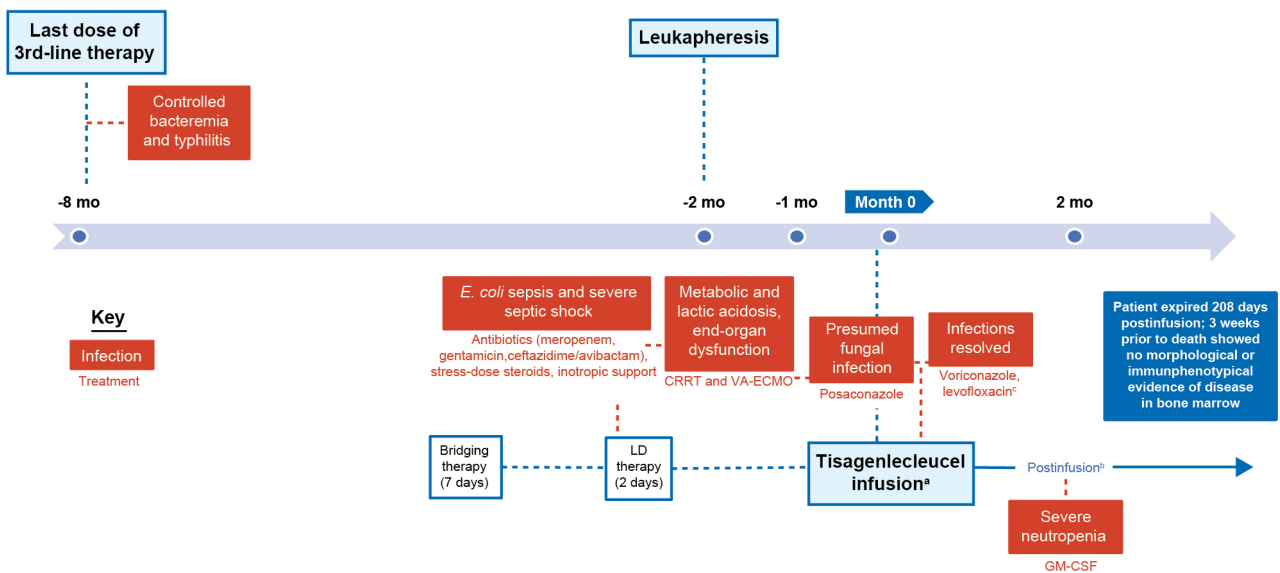 Last dose of
3rd-line therapy
Leukapheresis
Controlled
bacteremia
and typhilitis
-8 mo
-2 mo
-1 mo
Month 0
2 mo
Key
Infection
Treatment
E. coli sepsis and severe
septic shock
Antibiotics (meropenem,
gentamicin,ceftazidime/avibactam),
stress-dose steroids, inotropic support
Metabolic and
lactic acidosis,
end-organ
dysfunction
CRRT and VA-ECMO
Presumed
fungal
infection
Posaconazole
Infections
resolved
Voriconazole,
levofloxacinᶜ
Patient expired 208 days
postinfusion; 3 weeks
prior to death showed
no morphological or
immunphenotypical
evidence of disease
in bone marrow
Bridging
therapy
(7 days)
LD
therapy
(2 days)
Tisagenlecleucel
infusionᵃ
Postinfusionᵇ
Severe
neutropenia
GM-CSF